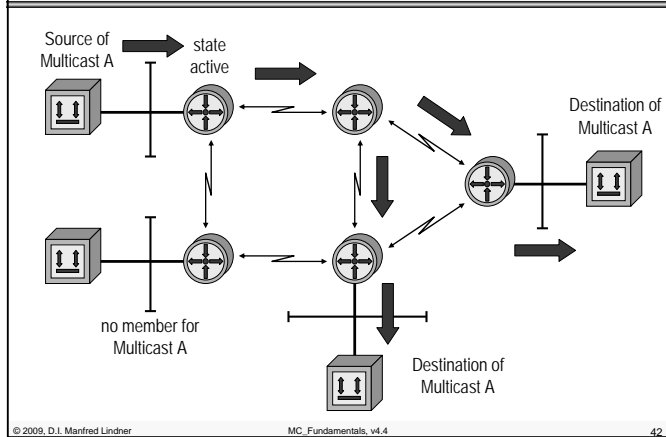 Source of
Multicast A
state
active
Destination of
Multicast A
no member for
Multicast A
Destination of
Multicast A
© 2009, D.I. Manfred Lindner
MC_Fundamentals, v4.4
42